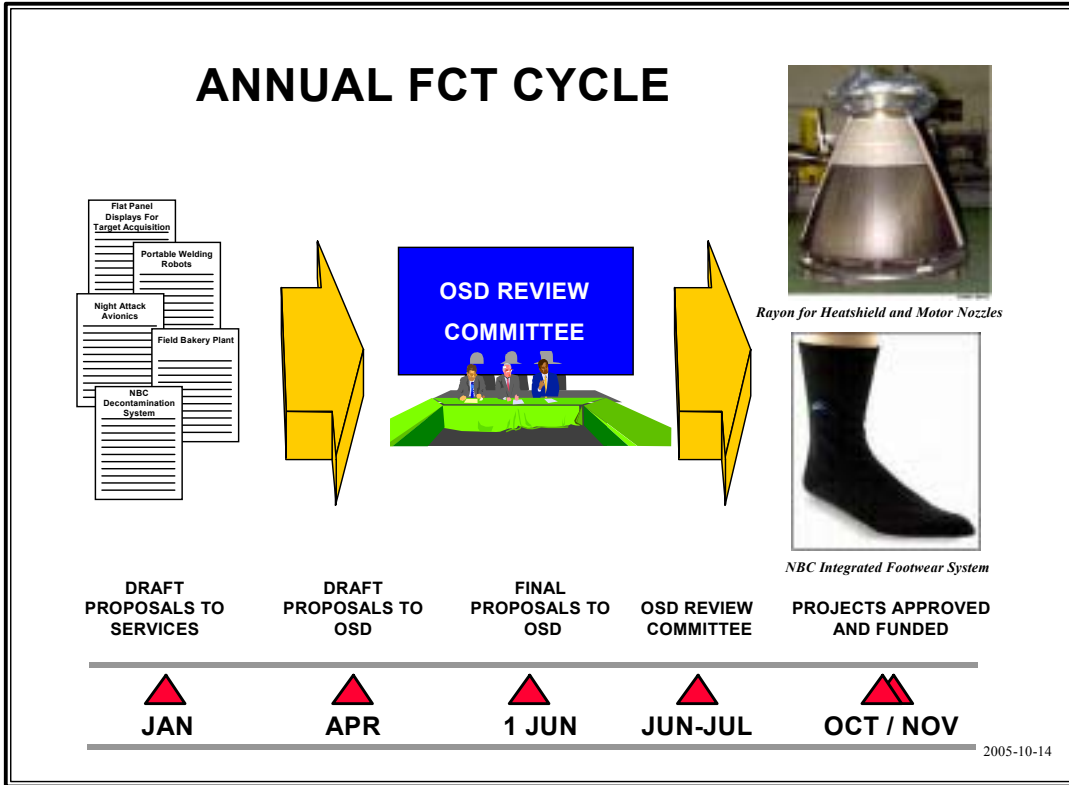 ANNUAL FCT CYCLE
Flat Panel
Displays For
Target Acquisition
Portable Welding
Robots
Night Attack
Avionics
Field Bakery Plant
NBC
Decontamination
System
OSD REVIEW
COMMITTEE
Rayon for Heatshield and Motor Nozzles
NBC Integrated Footwear System
DRAFT
PROPOSALS TO
SERVICES
DRAFT
PROPOSALS TO
OSD
FINAL
PROPOSALS TO
OSD
OSD REVIEW
COMMITTEE
PROJECTS APPROVED
AND FUNDED
JAN
APR
1 JUN
JUN-JUL
OCT / NOV
2005-10-14